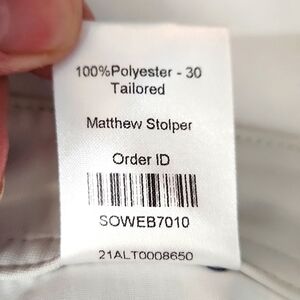 100%Polyester - 30
Tailored
Matthew Stolper
Order ID
SOWEB7010
21ALT0008650